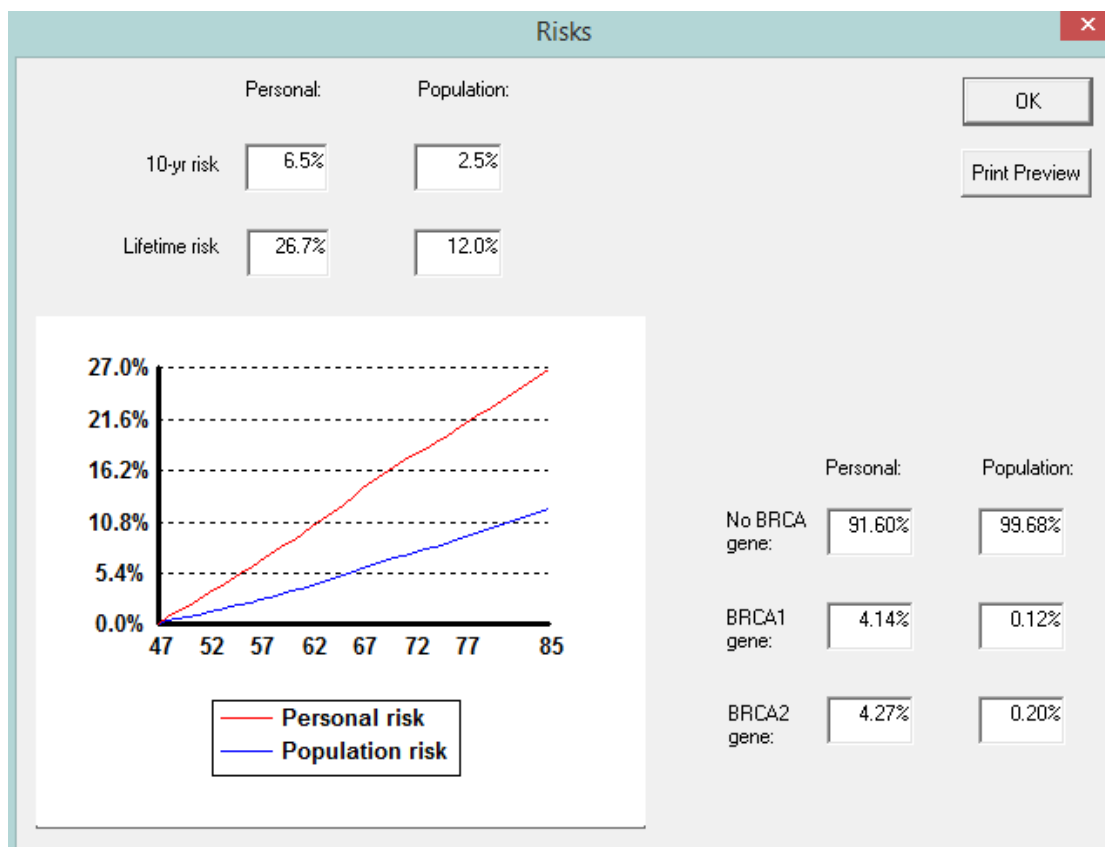 Risks
Personal: Population:
OK
10-yr risk 6.5% 2.5%
Print Preview
Lifetime risk 26.7% 12.0%
27.0%
21.6%
16.2%
10.8%
5.4%
0.0%
47 52 57 62 67 72 77 85
Personal risk
Population risk
Personal: Population:
No BRCA
gene: 91.60% 99.68%
BRCA1
gene: 4.14% 0.12%
BRCA2
gene: 4.27% 0.20%